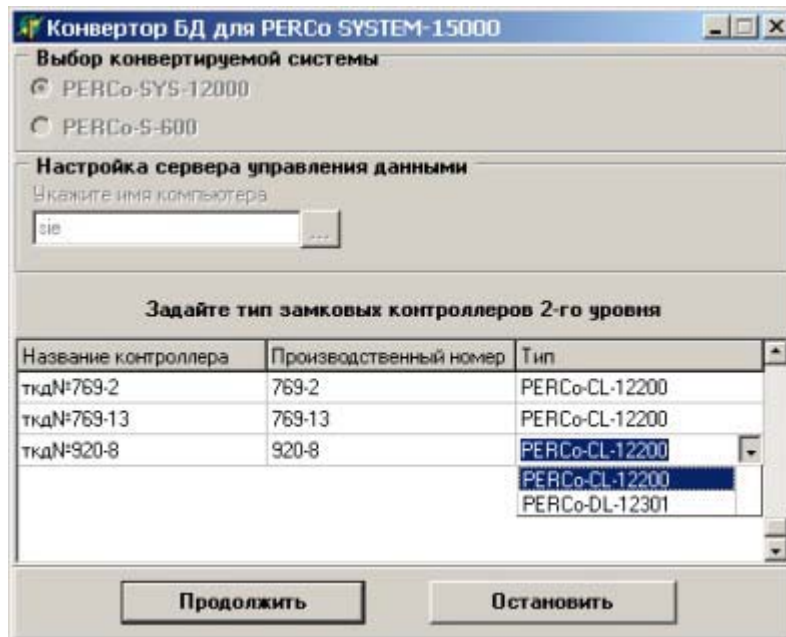 Конвертор БД для PERCo SYSTEM-15000
Выбор конвертируемой системы
PERCo-SYS-12000
PERCo-S-600
Настройка сервера управления данными
Укажите имя компьютера
sie
...
Задайте тип замковых контроллеров 2-го уровня
Название контроллера Производственный номер Тип
ткд№769-2 769-2 PERCo-CL-12200
ткд№769-13 769-13 PERCo-CL-12200
ткд№920-8 920-8 PERCo-CL-12200
PERCo-CL-12200
PERCo-DL-12301
Продолжить Остановить